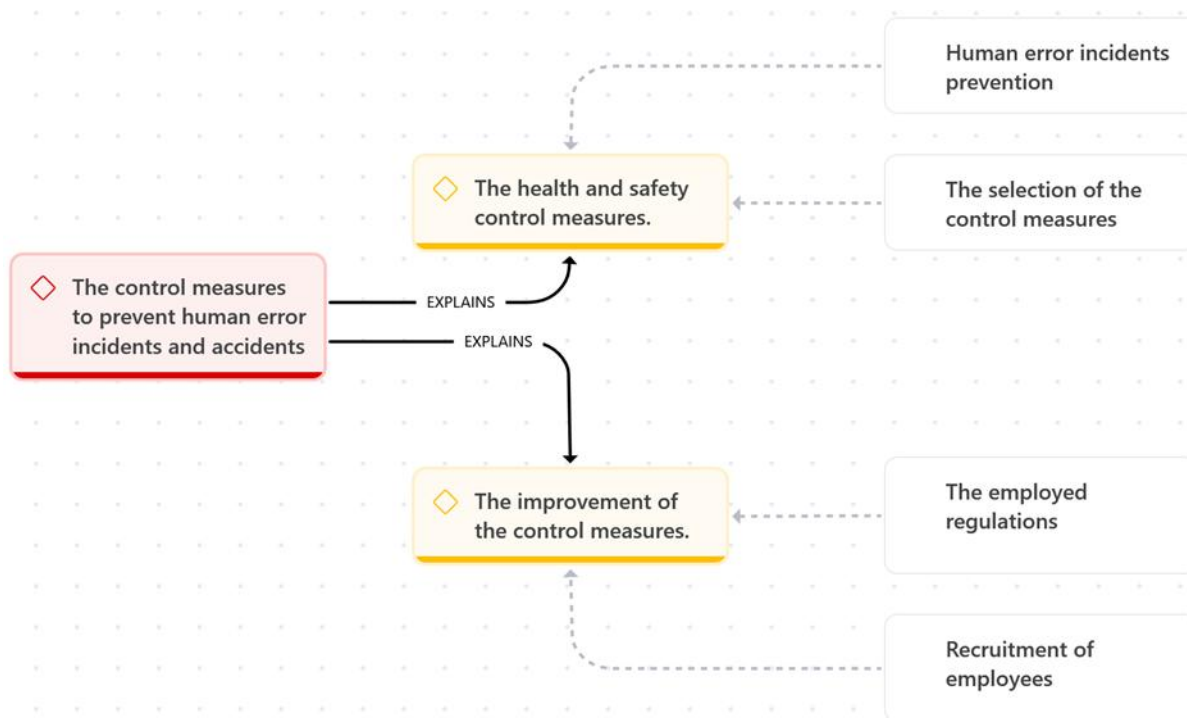 Human error incidents
prevention
The health and safety
control measures.
The selection of the
control measures
The control measures
to prevent human error
incidents and accidents
EXPLAINS
EXPLAINS
The improvement of
the control measures.
The employed
regulations
Recruitment of
employees